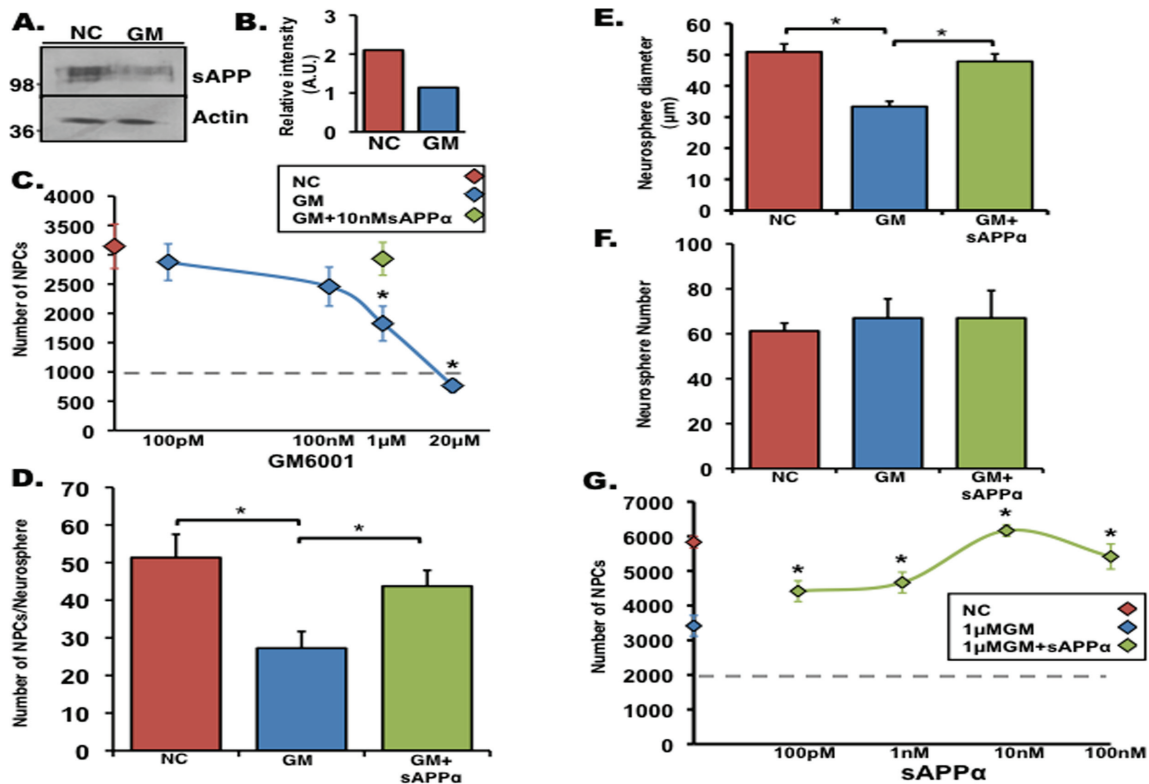 A.
NC GM
98
sAPP
36
Actin
B.
Relative intensity
(A.U.)
3
2
1
0
NC GM
C.
NC
GM
GM+10nMsAPPα
Number of NPCs
4000
3500
3000
2500
2000
1500
1000
500
0
*
*
100pM 100nM 1µM 20µM
GM6001
D.
Number of NPCs/Neurosphere
70
60
50
40
30
20
10
0
*
*
NC GM GM+
sAPPα
E.
Neurosphere diameter
(µm)
60
50
40
30
20
10
0
*
*
NC GM GM+
sAPPα
F.
Neurosphere Number
100
80
60
40
20
0
NC GM GM+
sAPPα
G.
Number of NPCs
7000
6000
5000
4000
3000
2000
1000
0
*
*
*
*
NC
1µMGM
1µMGM+sAPPα
100pM 1nM 10nM 100nM
sAPPα